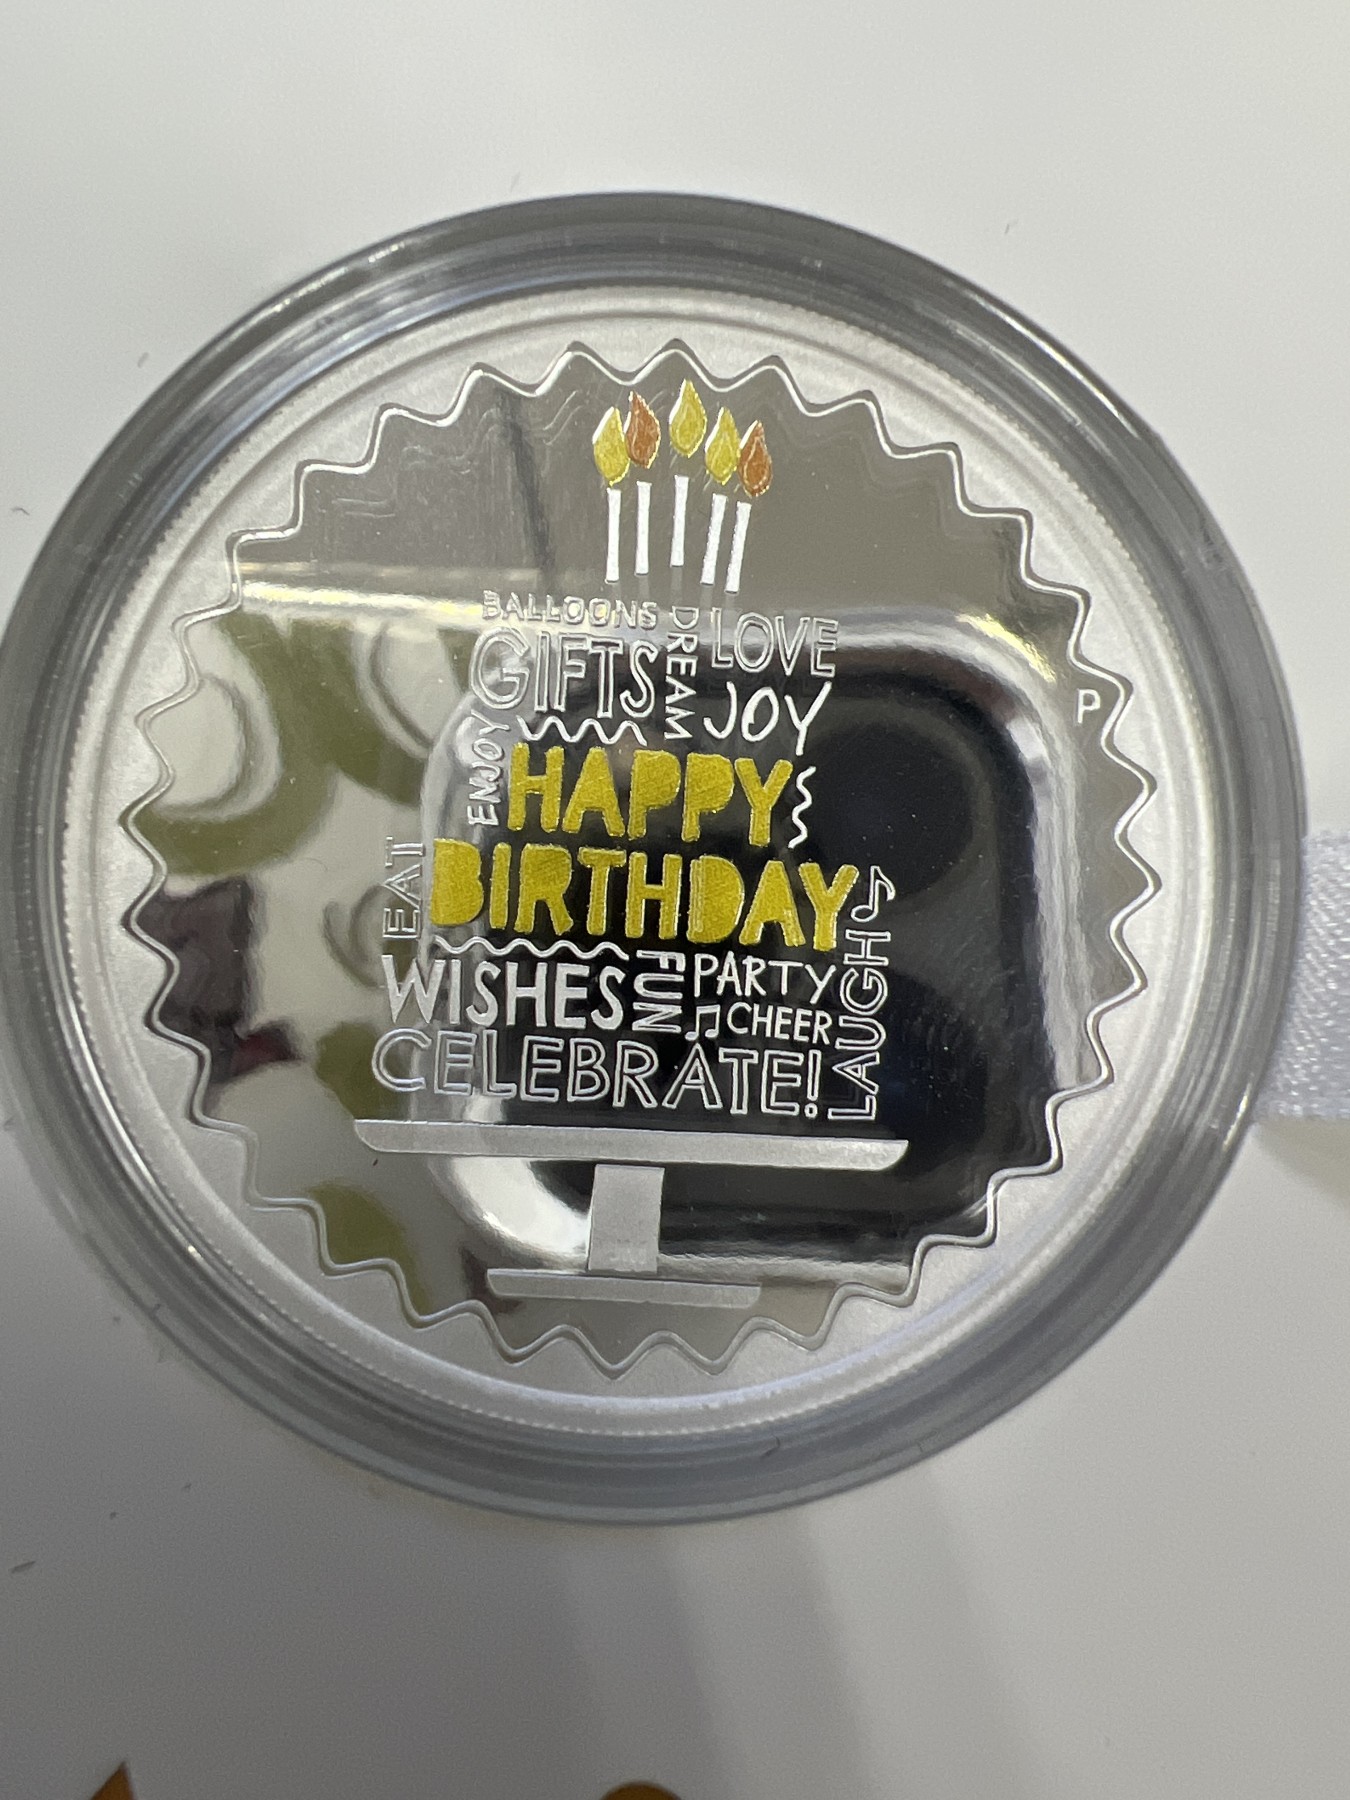 BALLOONS
GIFTS
DREAM
LOVE
JOY
ENJOY
HAPPY
BIRTHDAY
EAT
WISHES
FUN
PARTY
CHEER
LAUGH
CELEBRATE!
P